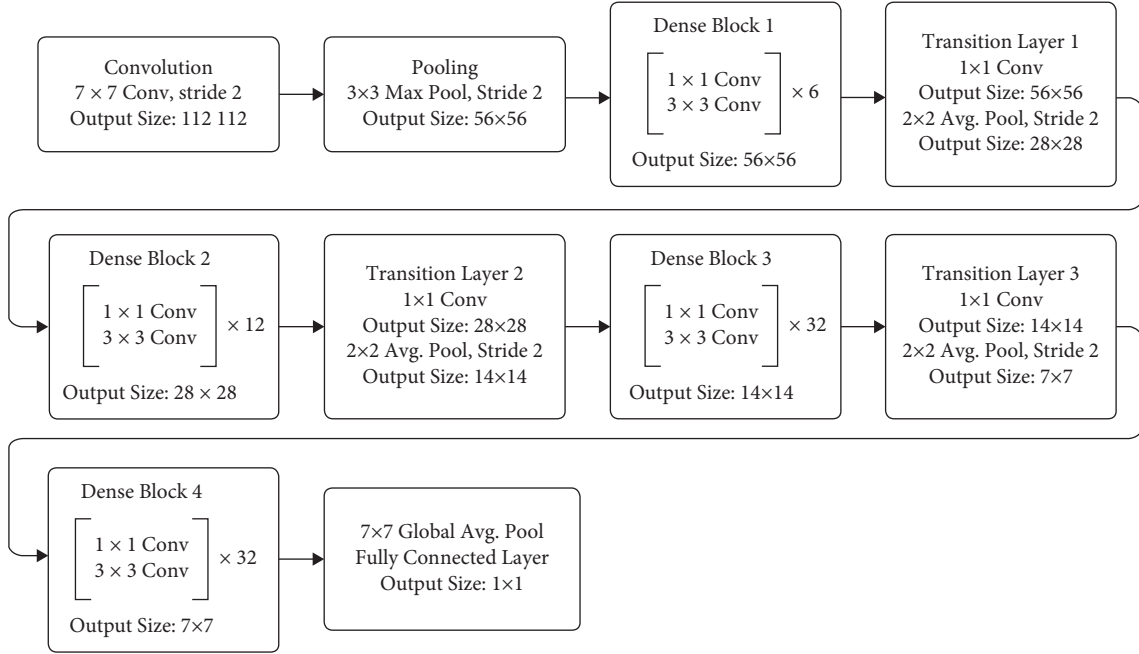 Convolution
7 × 7 Conv, stride 2
Output Size: 112 112
Pooling
3×3 Max Pool, Stride 2
Output Size: 56×56
Dense Block 1
1 × 1 Conv
3 × 3 Conv
× 6
Output Size: 56×56
Transition Layer 1
1×1 Conv
Output Size: 56×56
2×2 Avg. Pool, Stride 2
Output Size: 28×28
Dense Block 2
1 × 1 Conv
3 × 3 Conv
× 12
Output Size: 28 × 28
Transition Layer 2
1×1 Conv
Output Size: 28×28
2×2 Avg. Pool, Stride 2
Output Size: 14×14
Dense Block 3
1 × 1 Conv
3 × 3 Conv
× 32
Output Size: 14×14
Transition Layer 3
1×1 Conv
Output Size: 14×14
2×2 Avg. Pool, Stride 2
Output Size: 7×7
Dense Block 4
1 × 1 Conv
3 × 3 Conv
× 32
Output Size: 7×7
7×7 Global Avg. Pool
Fully Connected Layer
Output Size: 1×1